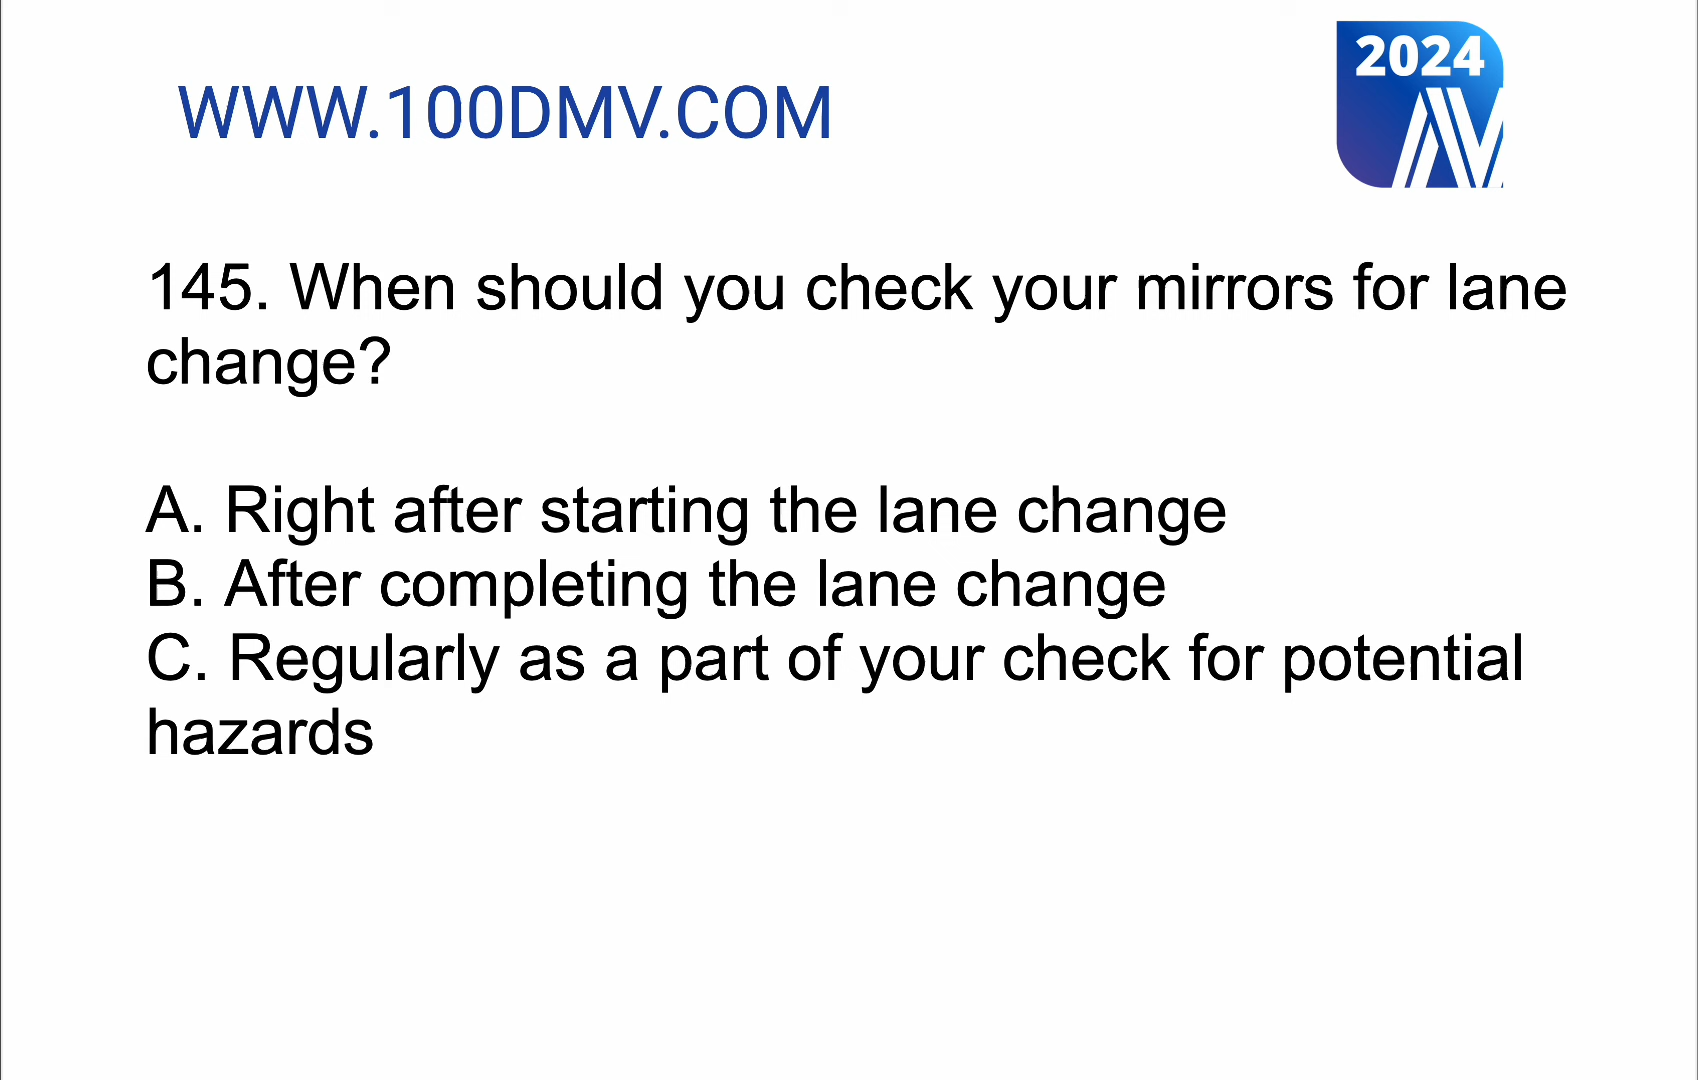 WWW.100DMV.COM
2024
145. When should you check your mirrors for lane
change?
A. Right after starting the lane change
B. After completing the lane change
C. Regularly as a part of your check for potential
hazards